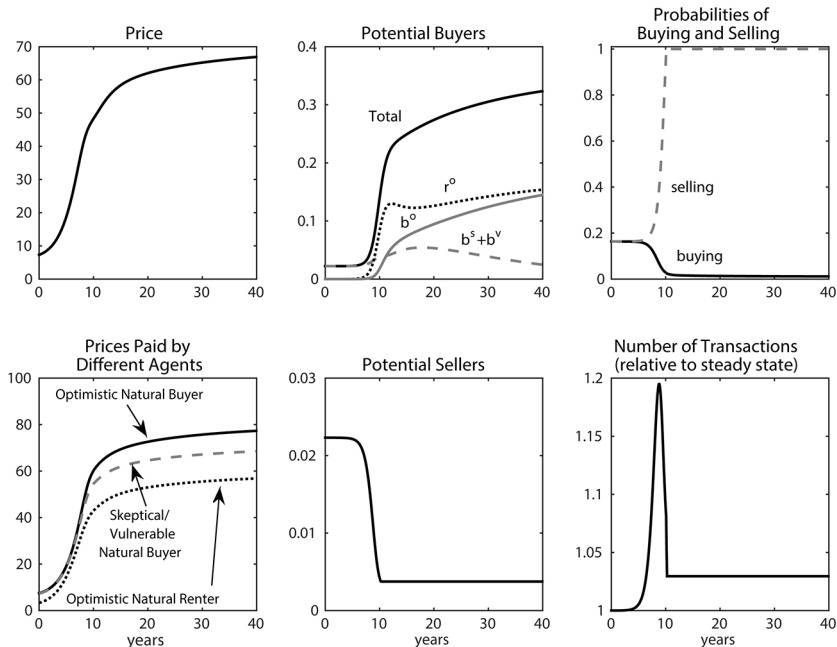 Price
70
60
50
40
30
20
10
0
0 10 20 30 40
Potential Buyers
0.4
0.3
0.2
0.1
0
Total
rᵒ
bᵒ
bˢ+bᵛ
0 10 20 30 40
Probabilities of
Buying and Selling
1
0.8
0.6
0.4
0.2
0
selling
buying
0 10 20 30 40
Prices Paid by
Different Agents
100
80
60
40
20
0
Optimistic Natural Buyer
Skeptical/
Vulnerable
Natural Buyer
Optimistic Natural Renter
0 10 20 30 40
years
Potential Sellers
0.03
0.02
0.01
0
0 10 20 30 40
years
Number of Transactions
(relative to steady state)
1.2
1.15
1.1
1.05
1
0 10 20 30 40
years